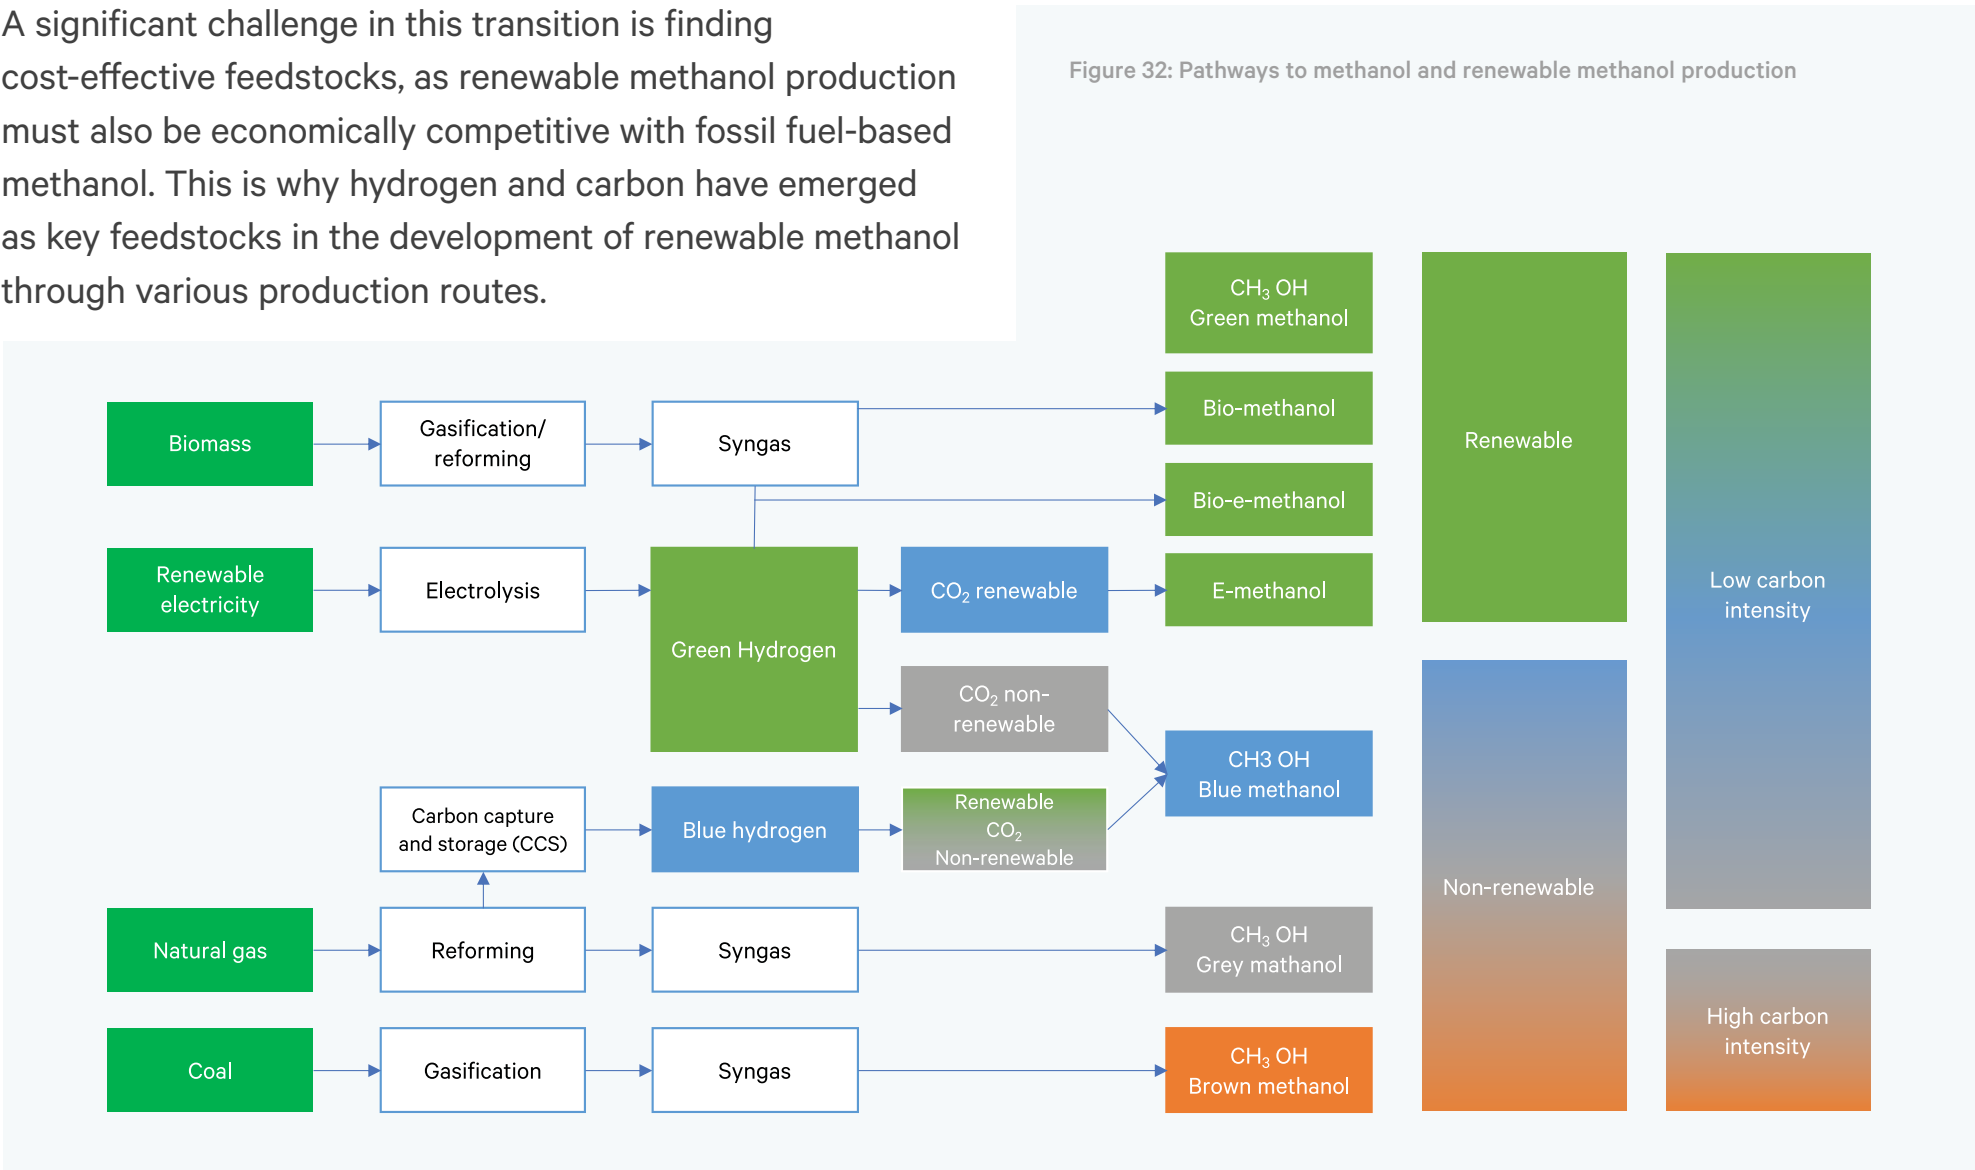 A significant challenge in this transition is finding
cost-effective feedstocks, as renewable methanol production
must also be economically competitive with fossil fuel-based
methanol. This is why hydrogen and carbon have emerged
as key feedstocks in the development of renewable methanol
through various production routes.
Figure 32: Pathways to methanol and renewable methanol production
CH₃ OH
Green methanol
Biomass
Gasification/
reforming
Syngas
Bio-methanol
Bio-e-methanol
Renewable
Renewable
electricity
Electrolysis
Green Hydrogen
CO₂ renewable
E-methanol
Low carbon
intensity
CO₂ non-
renewable
CH3 OH
Blue methanol
Carbon capture
and storage (CCS)
Blue hydrogen
Renewable
CO₂
Non-renewable
Non-renewable
Natural gas
Reforming
Syngas
CH₃ OH
Grey mathanol
High carbon
intensity
Coal
Gasification
Syngas
CH₃ OH
Brown methanol